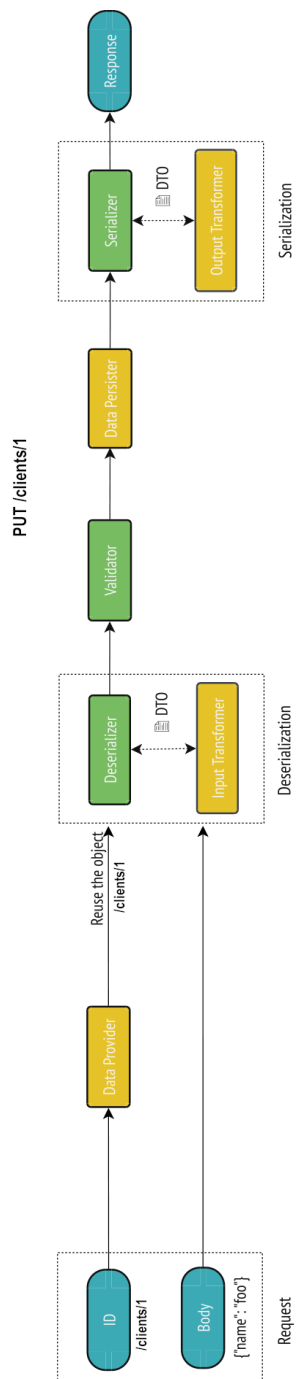 PUT /clients/1
ID
/clients/1
Data Provider
Reuse the object
/clients/1
Deserializer
DTO
Input Transformer
Deserialization
Validator
Data Persister
Serializer
DTO
Output Transformer
Serialization
Response
Body
{"name": "foo"}
Request